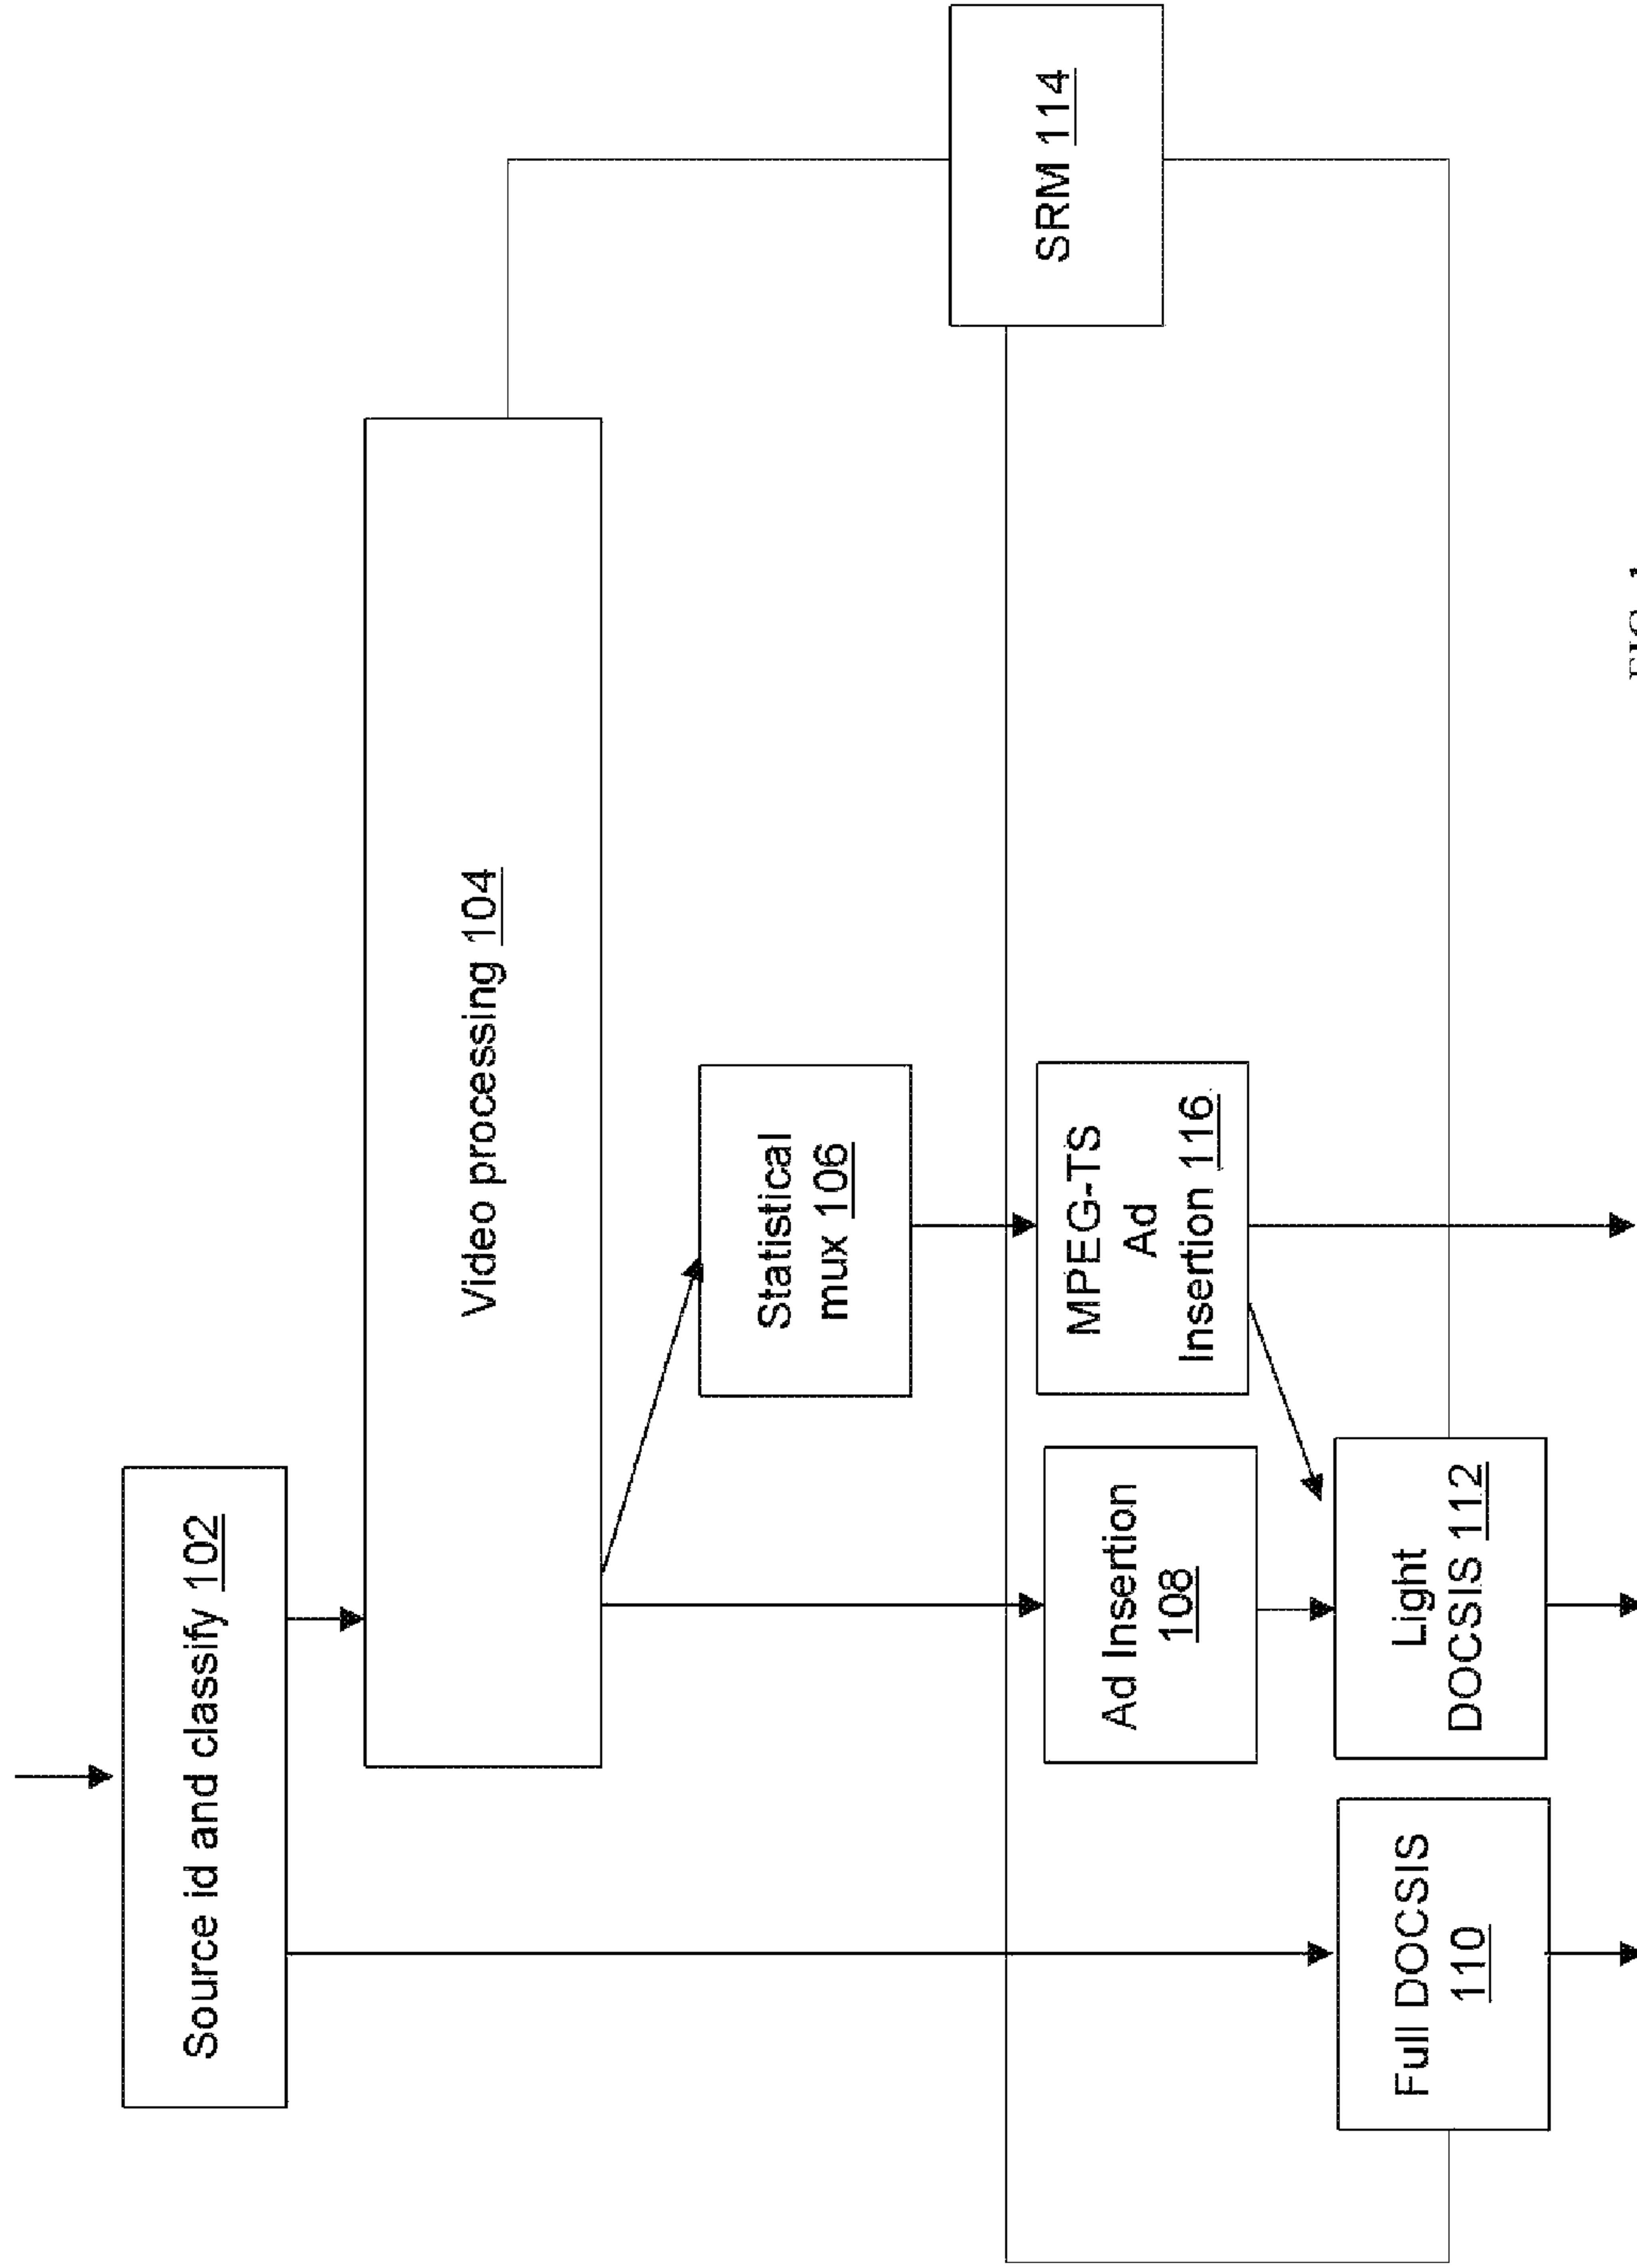 Source id and classify 102
Video processing 104
Statistical
mux 106
Ad Insertion
108
MPEG-TS
Ad
Insertion 116
Full DOCSIS
110
Light
DOCSIS 112
SRM 114